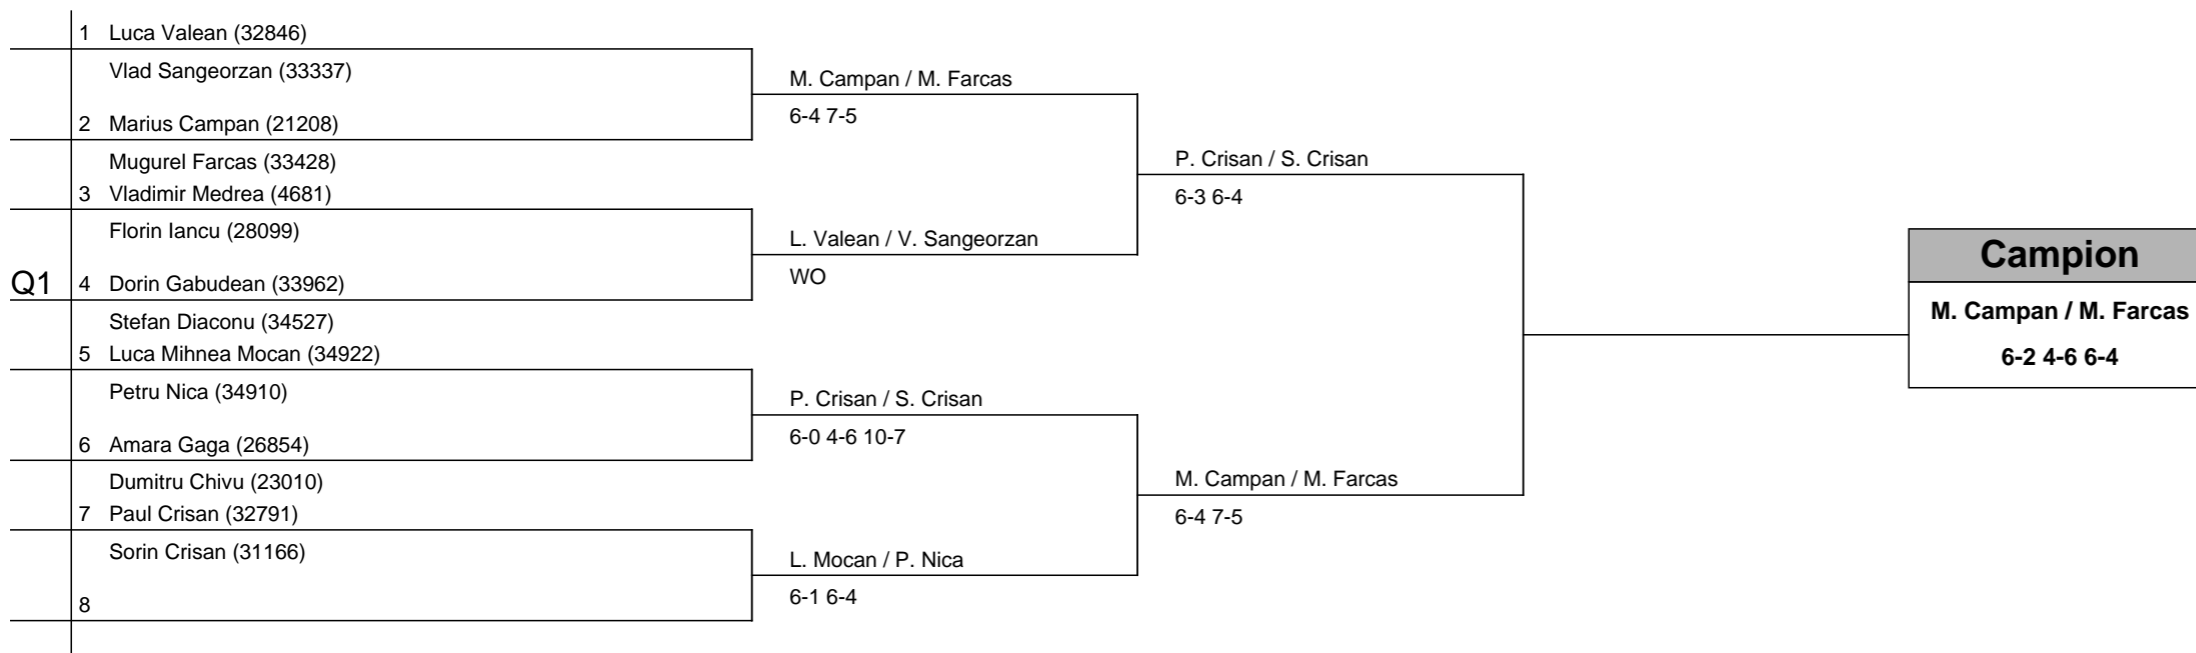 1 Luca Valean (32846)
Vlad Sangeorzan (33337)
2 Marius Campan (21208)
Mugurel Farcas (33428)
3 Vladimir Medrea (4681)
Florin Iancu (28099)
Q1 4 Dorin Gabudean (33962)
Stefan Diaconu (34527)
5 Luca Mihnea Mocan (34922)
Petru Nica (34910)
6 Amara Gaga (26854)
Dumitru Chivu (23010)
7 Paul Crisan (32791)
Sorin Crisan (31166)
8
M. Campan / M. Farcas
6-4 7-5
L. Valean / V. Sangeorzan
WO
P. Crisan / S. Crisan
6-0 4-6 10-7
L. Mocan / P. Nica
6-1 6-4
P. Crisan / S. Crisan
6-3 6-4
M. Campan / M. Farcas
6-4 7-5
Campion
M. Campan / M. Farcas
6-2 4-6 6-4